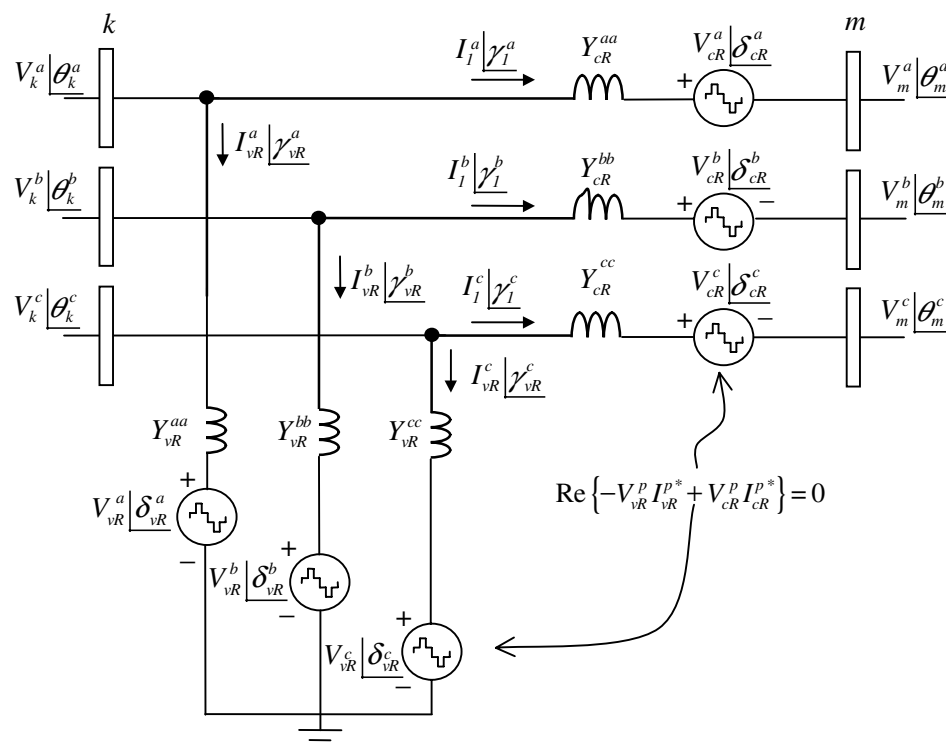 k
m
V_k^a|θ_k^a
I_1^a|γ_1^a
Y_cR^aa
V_cR^a|δ_cR^a
V_m^a|θ_m^a
+
I_vR^a|γ_vR^a
V_k^b|θ_k^b
I_1^b|γ_1^b
Y_cR^bb
V_cR^b|δ_cR^b
V_m^b|θ_m^b
+ −
I_vR^b|γ_vR^b
V_k^c|θ_k^c
I_1^c|γ_1^c
Y_cR^cc
V_cR^c|δ_cR^c
V_m^c|θ_m^c
+ −
I_vR^c|γ_vR^c
Y_vR^aa
Y_vR^bb
Y_vR^cc
+
V_vR^a|δ_vR^a
−
Re{−V_vR^p I_vR^p* + V_cR^p I_cR^p*} = 0
+
V_vR^b|δ_vR^b
−
+
V_vR^c|δ_vR^c
−